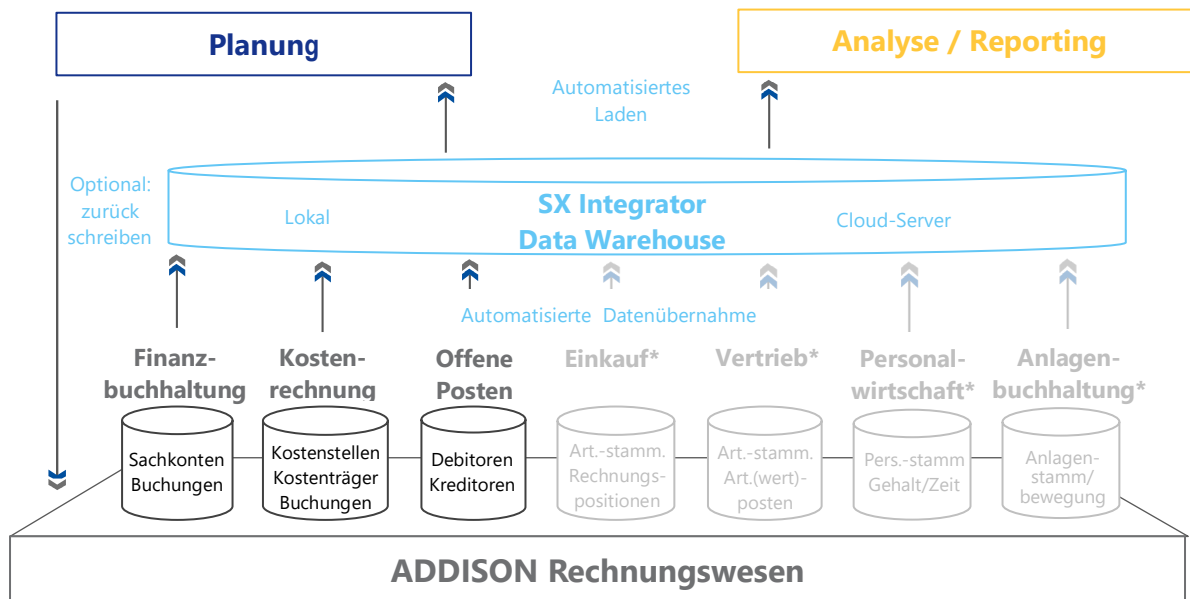 Planung
Analyse / Reporting
Automatisiertes
Laden
Optional:
zurück
schreiben
SX Integrator
Data Warehouse
Lokal
Cloud-Server
Automatisierte Datenübernahme
Finanz-
buchhaltung
Kosten-
rechnung
Offene
Posten
Einkauf*
Vertrieb*
Personal-
wirtschaft*
Anlagen-
buchhaltung*
Sachkonten
Buchungen
Kostenstellen
Kostenträger
Buchungen
Debitoren
Kreditoren
Art.-stamm.
Rechnungs-
positionen
Art.-stamm.
Art.(wert)-
posten
Pers.-stamm
Gehalt/Zeit
Anlagen-
stamm/
bewegung
ADDISON Rechnungswesen